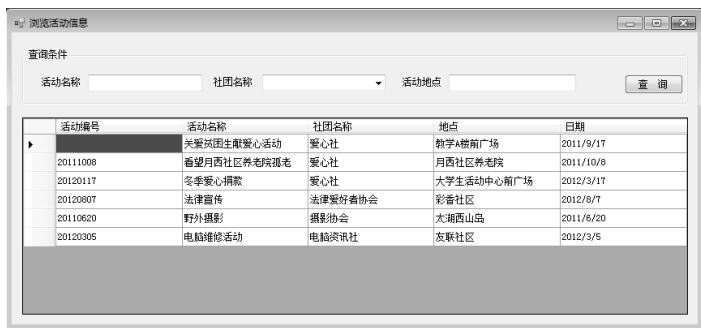 浏览活动信息
查询条件
活动名称 社团名称 活动地点 查 询
活动编号 活动名称 社团名称 地点 日期
关爱贫困生献爱心活动 爱心社 教学A楼前广场 2011/9/17
20111008 看望月西社区养老院孤老 爱心社 月西社区养老院 2011/10/8
20120117 冬季爱心捐款 爱心社 大学生活动中心前广场 2012/3/17
20120807 法律宣传 法律爱好者协会 彩香社区 2012/8/7
20110620 野外摄影 摄影协会 太湖西山岛 2011/6/20
20120305 电脑维修活动 电脑资讯社 友联社区 2012/3/5